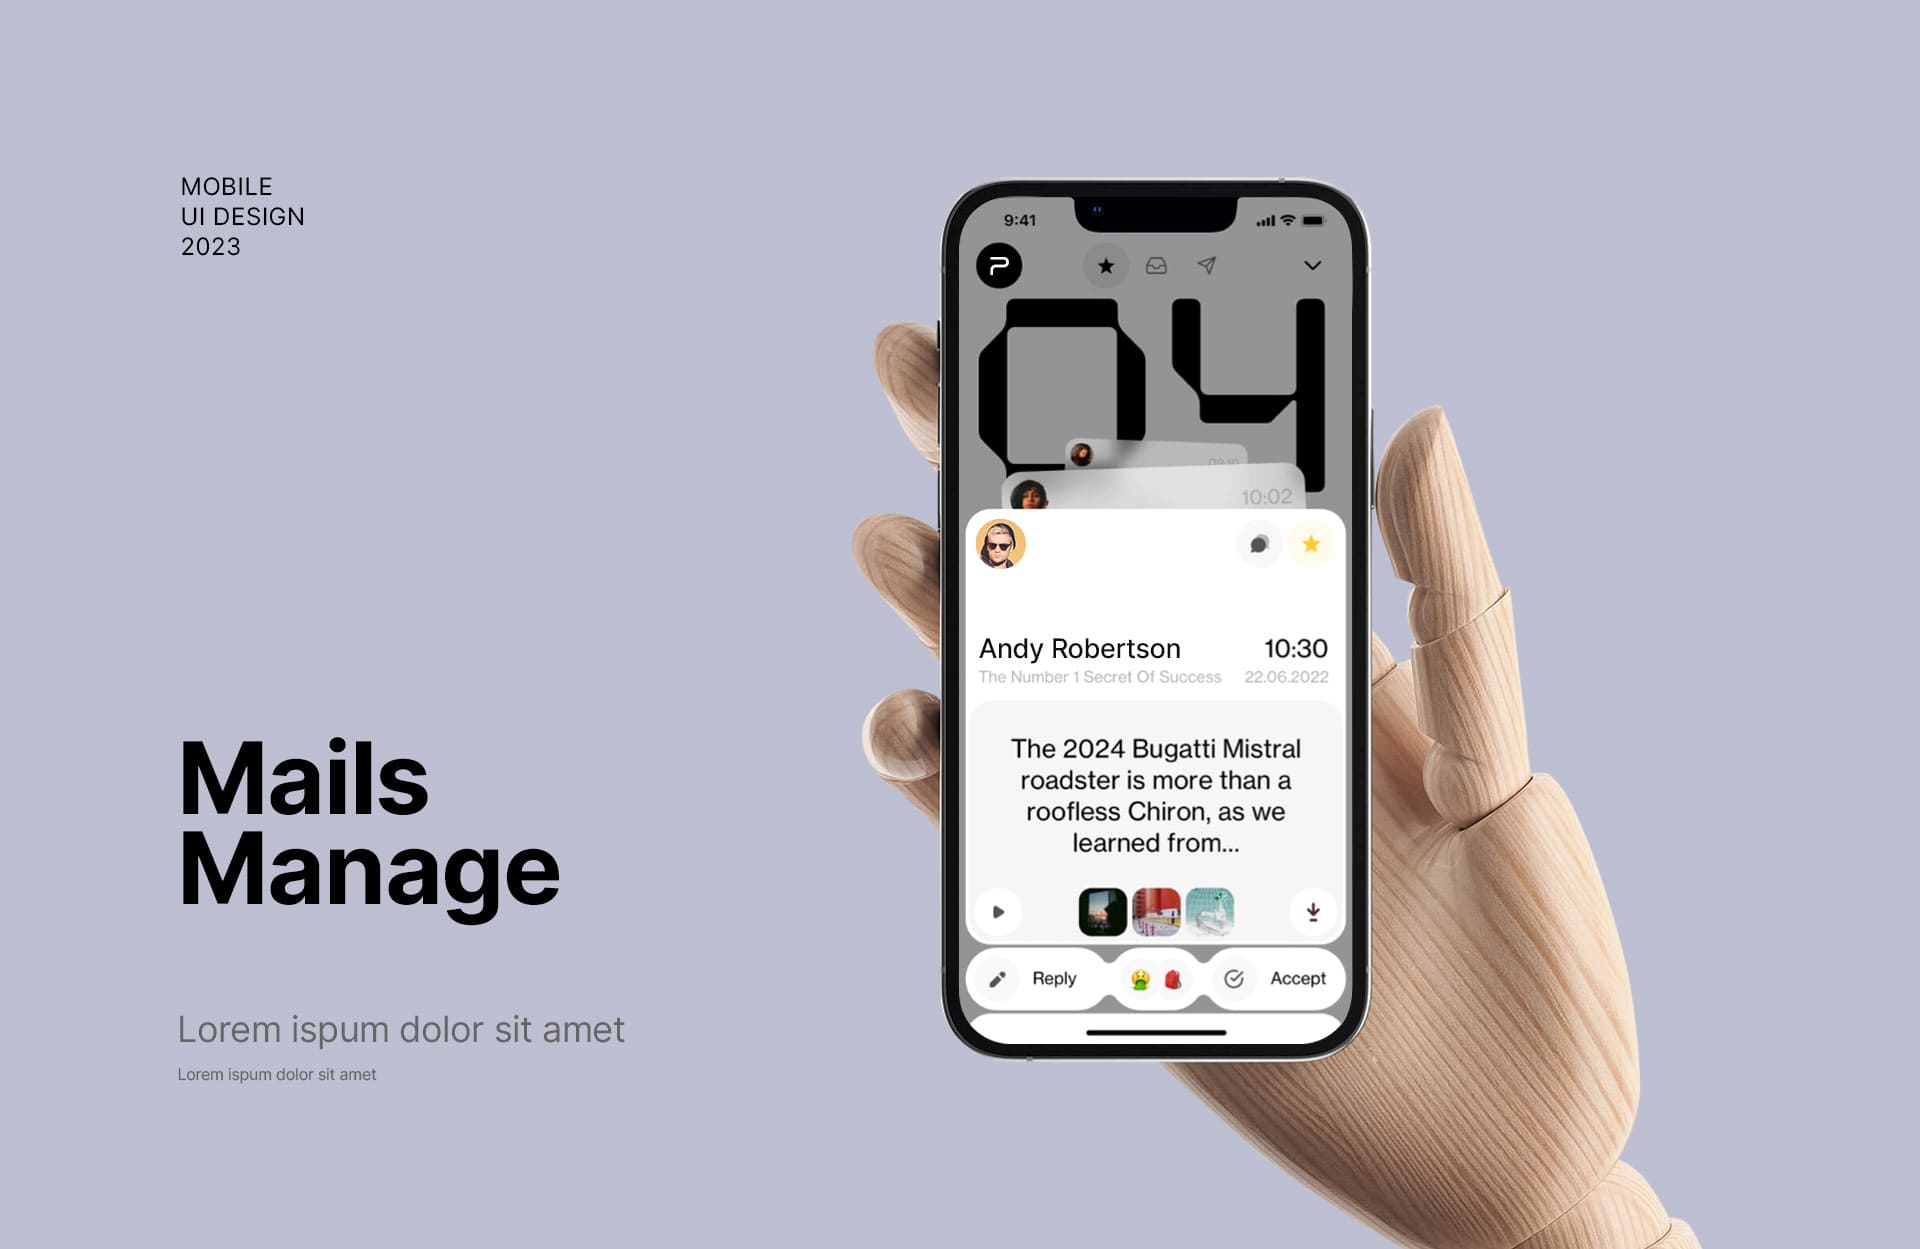 MOBILE
UI DESIGN
2023
Mails
Manage
Lorem ispum dolor sit amet
Lorem ispum dolor sit amet
9:41
04
09:10
10:02
Andy Robertson
10:30
The Number 1 Secret Of Success
22.06.2022
The 2024 Bugatti Mistral
roadster is more than a
roofless Chiron, as we
learned from...
Reply
Accept